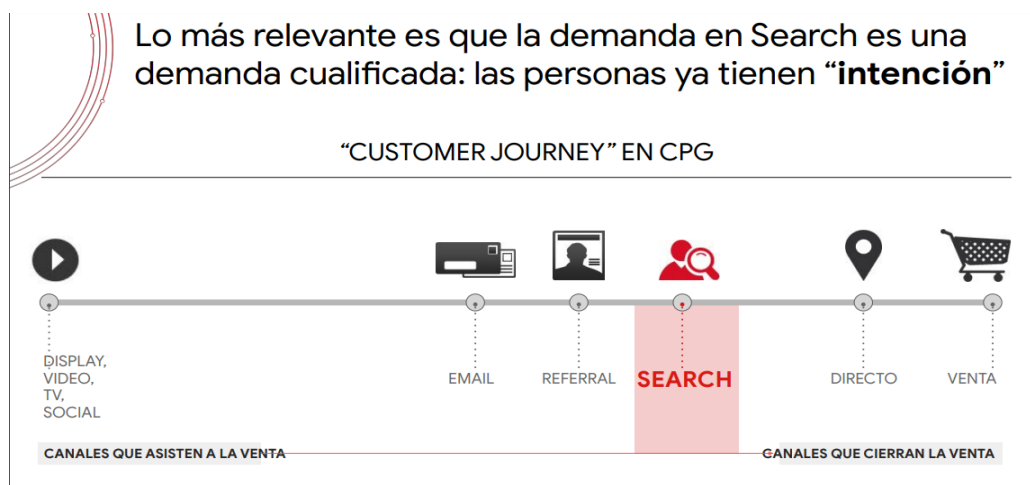 Lo más relevante es que la demanda en Search es una
demanda cualificada: las personas ya tienen “intención”
“CUSTOMER JOURNEY” EN CPG
DISPLAY,
VIDEO,
TV,
SOCIAL
EMAIL
REFERRAL
SEARCH
DIRECTO
VENTA
CANALES QUE ASISTEN A LA VENTA
CANALES QUE CIERRAN LA VENTA